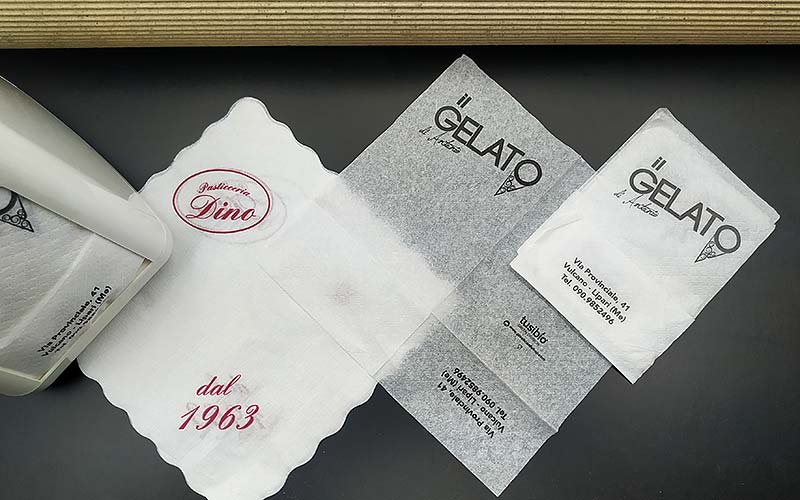 Via Provinciale, 41
Vulcano - Lipari (Me)
Pasticceria
Dino
dal
1963
il
GELATO
di Antonio
tusibio
Via Provinciale, 41
Vulcano - Lipari (Me)
Tel. 090.9852496
il
GELATO
di Antonio
Via Provinciale, 41
Vulcano - Lipari (Me)
Tel. 090.9852496